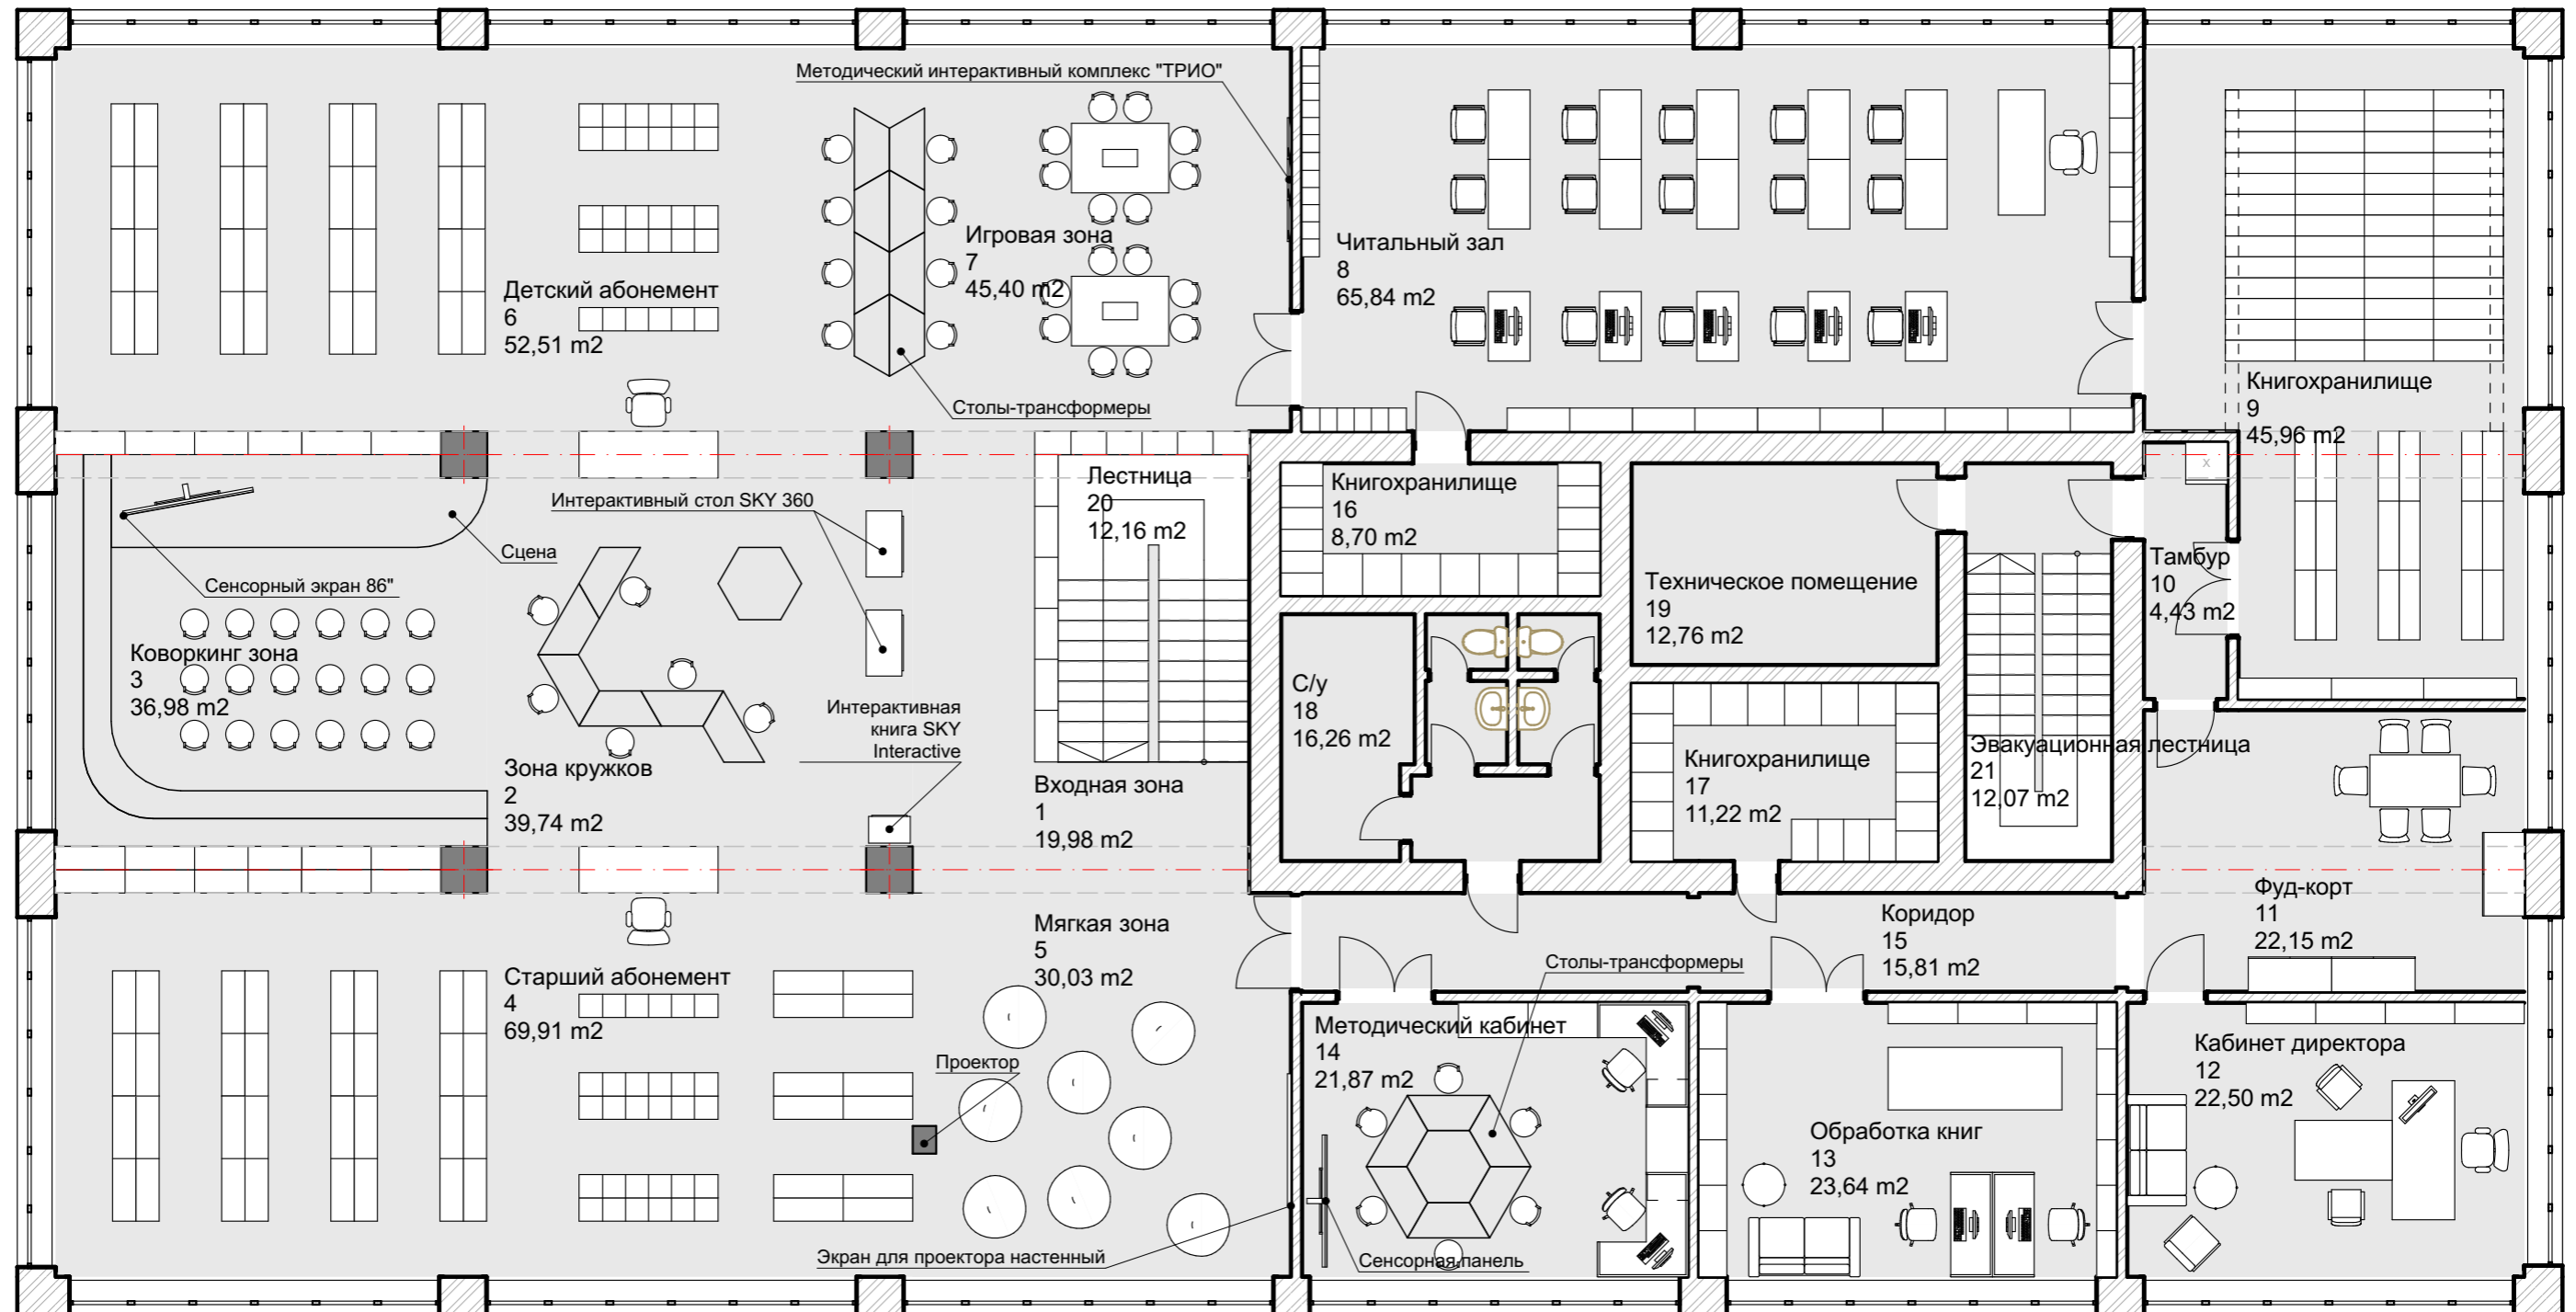 Методический интерактивный комплекс "ТРИО"
Игровая зона
7
45,40 m2
Читальный зал
8
65,84 m2
Детский абонемент
6
52,51 m2
Столы-трансформеры
Книгохранилище
9
45,96 m2
Лестница
20
12,16 m2
Интерактивный стол SKY 360
Книгохранилище
16
8,70 m2
x
Сцена
Сенсорный экран 86"
Тамбур
10
4,43 m2
Техническое помещение
19
12,76 m2
Коворкинг зона
3
36,98 m2
С/у
18
16,26 m2
Интерактивная
книга SKY
Interactive
Эвакуационная лестница
21
12,07 m2
Книгохранилище
17
11,22 m2
Зона кружков
2
39,74 m2
Входная зона
1
19,98 m2
Фуд-корт
11
22,15 m2
Мягкая зона
5
30,03 m2
Коридор
15
15,81 m2
Столы-трансформеры
Старший абонемент
4
69,91 m2
Методический кабинет
14
21,87 m2
Кабинет директора
12
22,50 m2
Проектор
Обработка книг
13
23,64 m2
Экран для проектора настенный
Сенсорная панель